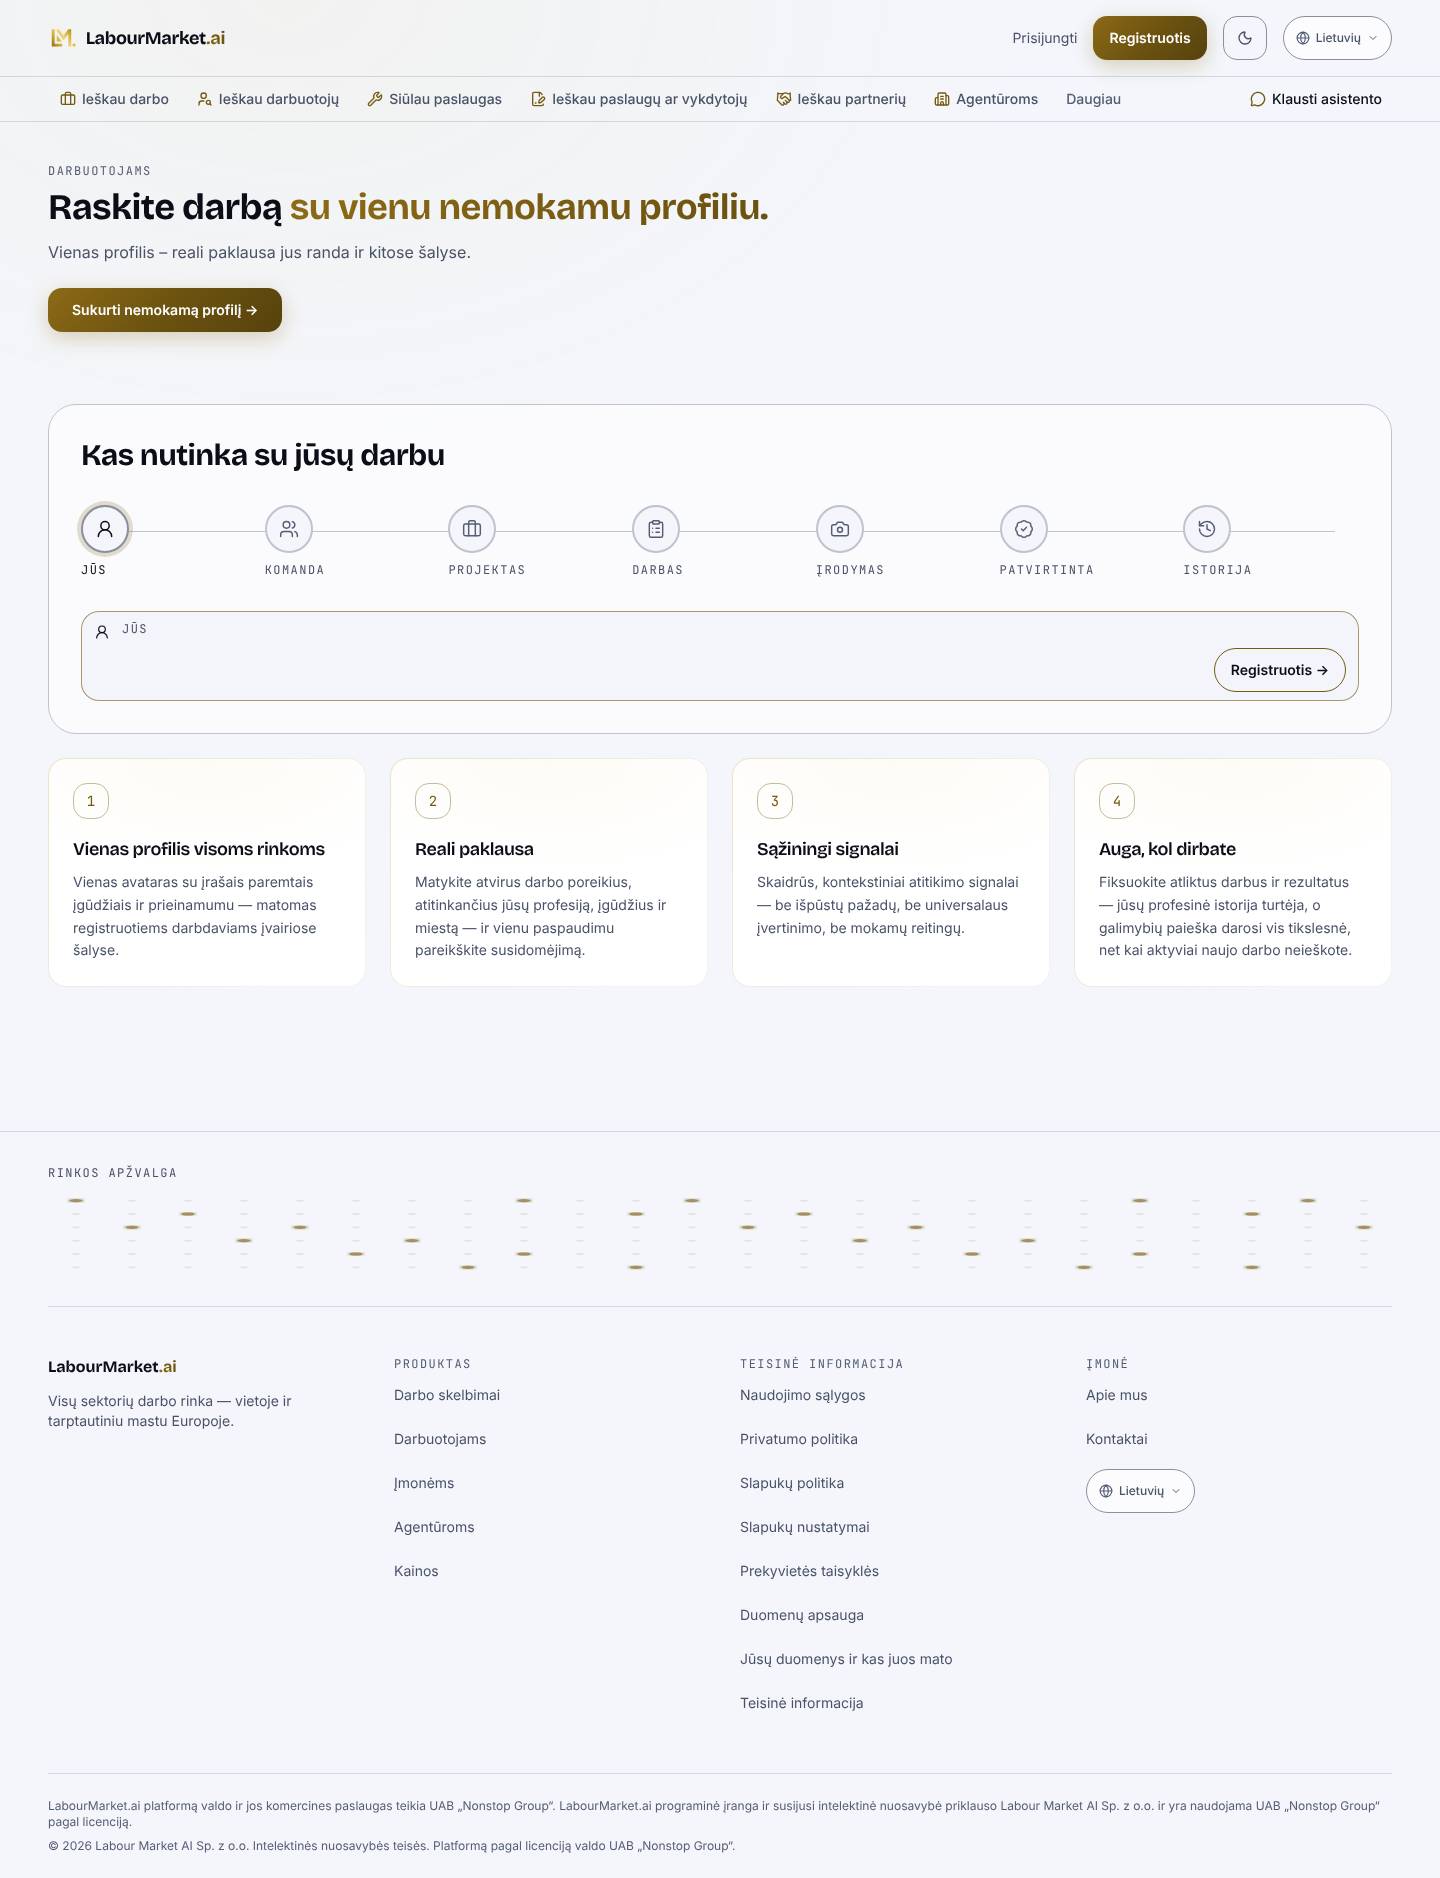 LabourMarket.ai
Prisijungti
Registruotis
Lietuvių
Ieškau darbo
Ieškau darbuotojų
Siūlau paslaugas
Ieškau paslaugų ar vykdytojų
Ieškau partnerių
Agentūroms
Daugiau
Klausti asistento
DARBUOTOJAMS
Raskite darbą su vienu nemokamu profiliu.
Vienas profilis – reali paklausa jus randa ir kitose šalyse.
Sukurti nemokamą profilį →
Kas nutinka su jūsų darbu
JŪS
KOMANDA
PROJEKTAS
DARBAS
ĮRODYMAS
PATVIRTINTA
ISTORIJA
JŪS
Registruotis →
1
Vienas profilis visoms rinkoms
Vienas avataras su įrašais paremtais
įgūdžiais ir prieinamumu — matomas
registruotiems darbdaviams įvairiose
šalyse.
2
Reali paklausa
Matykite atvirus darbo poreikius,
atitinkančius jūsų profesiją, įgūdžius ir
miestą — ir vienu paspaudimu
pareikškite susidomėjimą.
3
Sąžiningi signalai
Skaidrūs, kontekstiniai atitikimo signalai
— be išpūstų pažadų, be universalaus
įvertinimo, be mokamų reitingų.
4
Auga, kol dirbate
Fiksuokite atliktus darbus ir rezultatus
— jūsų profesinė istorija turtėja, o
galimybių paieška darosi vis tikslesnė,
net kai aktyviai naujo darbo neieškote.
RINKOS APŽVALGA
LabourMarket.ai
Visų sektorių darbo rinka — vietoje ir
tarptautiniu mastu Europoje.
PRODUKTAS
Darbo skelbimai
Darbuotojams
Įmonėms
Agentūroms
Kainos
TEISINĖ INFORMACIJA
Naudojimo sąlygos
Privatumo politika
Slapukų politika
Slapukų nustatymai
Prekyvietės taisyklės
Duomenų apsauga
Jūsų duomenys ir kas juos mato
Teisinė informacija
ĮMONĖ
Apie mus
Kontaktai
Lietuvių
LabourMarket.ai platformą valdo ir jos komercines paslaugas teikia UAB „Nonstop Group“. LabourMarket.ai programinė įranga ir susijusi intelektinė nuosavybė priklauso Labour Market AI Sp. z o.o. ir yra naudojama UAB „Nonstop Group“
pagal licenciją.
© 2026 Labour Market AI Sp. z o.o. Intelektinės nuosavybės teisės. Platformą pagal licenciją valdo UAB „Nonstop Group“.